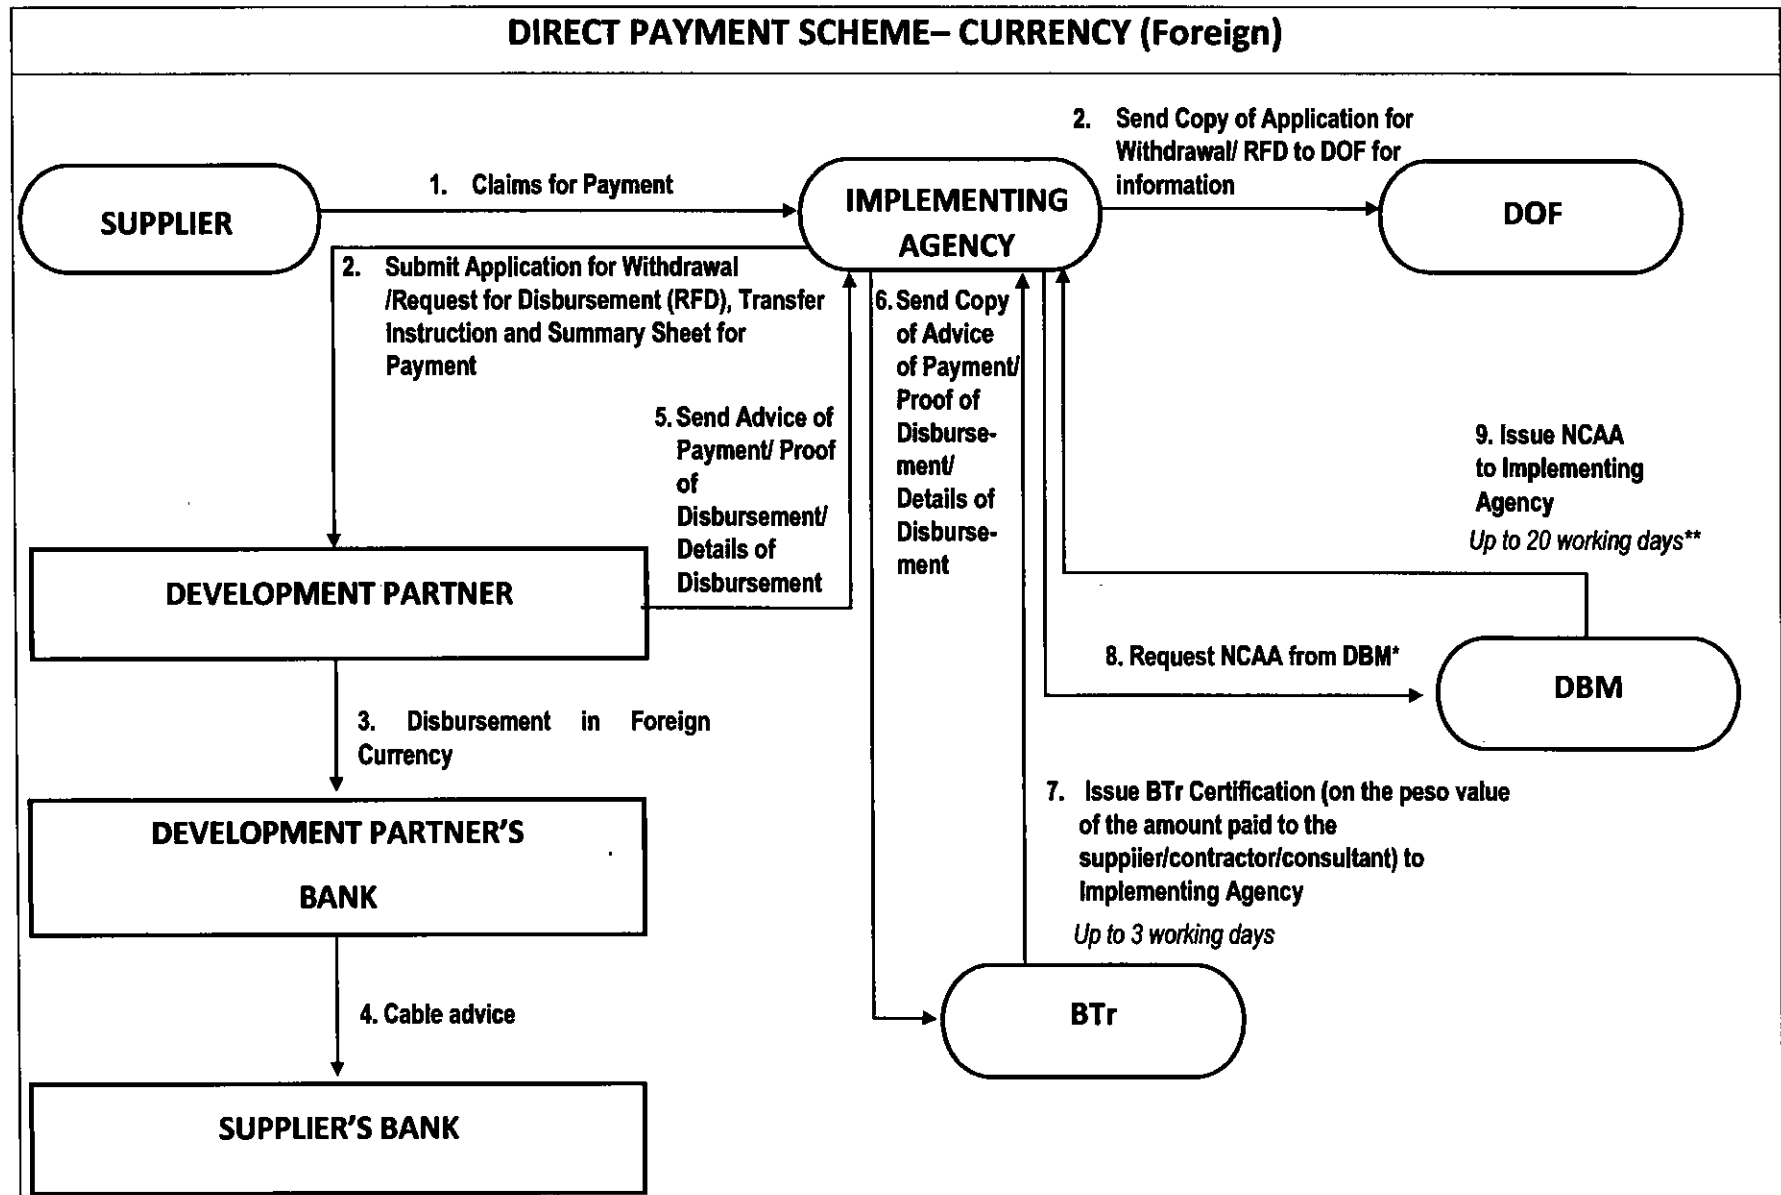 DIRECT PAYMENT SCHEME– CURRENCY (Foreign)
SUPPLIER
1. Claims for Payment
IMPLEMENTING
AGENCY
2. Send Copy of Application for
Withdrawal/ RFD to DOF for
information
DOF
2. Submit Application for Withdrawal
/Request for Disbursement (RFD), Transfer
Instruction and Summary Sheet for
Payment
5. Send Advice of
Payment/ Proof
of
Disbursement/
Details of
Disbursement
6. Send Copy
of Advice
of Payment/
Proof of
Disburse-
ment/
Details of
Disburse-
ment
9. Issue NCAA
to Implementing
Agency
Up to 20 working days**
DEVELOPMENT PARTNER
8. Request NCAA from DBM*
DBM
3. Disbursement in Foreign
Currency
7. Issue BTr Certification (on the peso value
of the amount paid to the
suppiier/contractor/consultant) to
Implementing Agency
Up to 3 working days
DEVELOPMENT PARTNER'S
BANK
4. Cable advice
BTr
SUPPLIER'S BANK